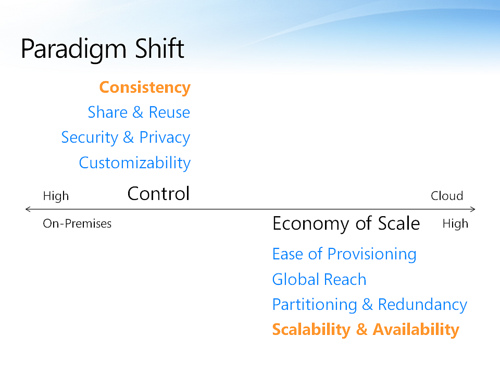 Paradigm Shift
Consistency
Share & Reuse
Security & Privacy
Customizability
High Control Cloud
On-Premises Economy of Scale High
Ease of Provisioning
Global Reach
Partitioning & Redundancy
Scalability & Availability